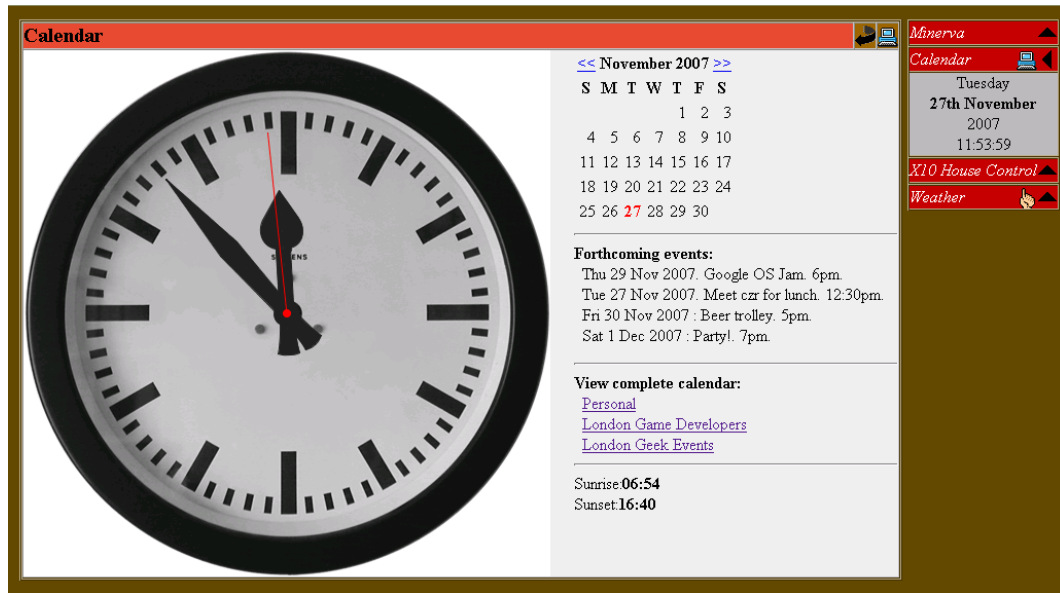 Calendar
<< November 2007 >>
S M T W T F S
1 2 3
4 5 6 7 8 9 10
11 12 13 14 15 16 17
18 19 20 21 22 23 24
25 26 27 28 29 30
Forthcoming events:
Thu 29 Nov 2007. Google OS Jam. 6pm.
Tue 27 Nov 2007. Meet czr for lunch. 12:30pm.
Fri 30 Nov 2007 : Beer trolley. 5pm.
Sat 1 Dec 2007 : Party!. 7pm.
View complete calendar:
Personal
London Game Developers
London Geek Events
Sunrise:06:54
Sunset:16:40
Minerva
Calendar
Tuesday
27th November
2007
11:53:59
X10 House Control
Weather